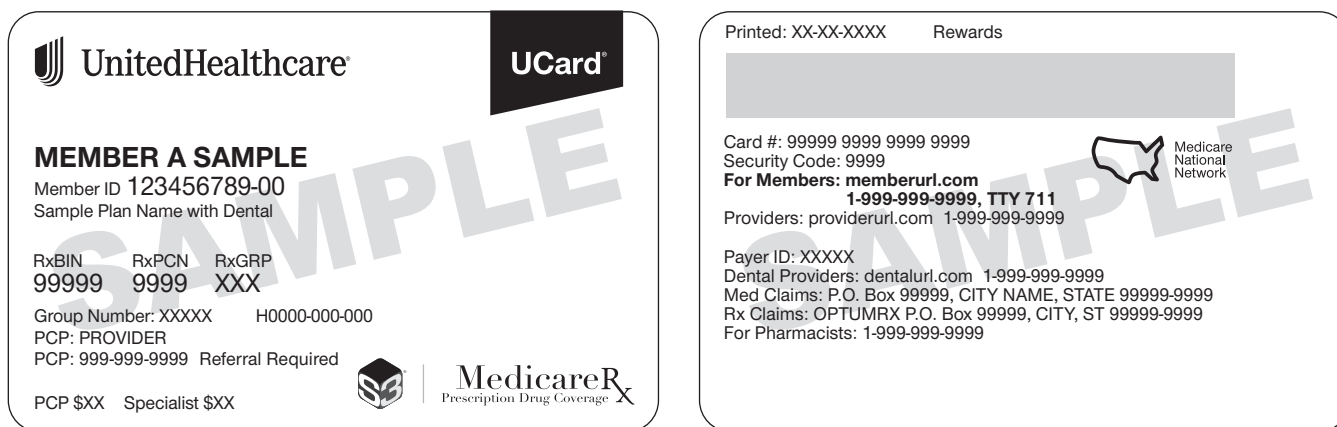 UnitedHealthcare®
UCard®
MEMBER A SAMPLE
Member ID 123456789-00
Sample Plan Name with Dental
RxBIN RxPCN RxGRP
99999 9999 XXX
Group Number: XXXXX H0000-000-000
PCP: PROVIDER
PCP: 999-999-9999 Referral Required
PCP $XX Specialist $XX
S3
MedicareRx
Prescription Drug Coverage
SAMPLE
Printed: XX-XX-XXXX Rewards
Card #: 99999 9999 9999 9999
Security Code: 9999
For Members: memberurl.com
1-999-999-9999, TTY 711
Providers: providerurl.com 1-999-999-9999
Medicare
National
Network
Payer ID: XXXXX
Dental Providers: dentalurl.com 1-999-999-9999
Med Claims: P.O. Box 99999, CITY NAME, STATE 99999-9999
Rx Claims: OPTUMRX P.O. Box 99999, CITY, ST 99999-9999
For Pharmacists: 1-999-999-9999
SAMPLE